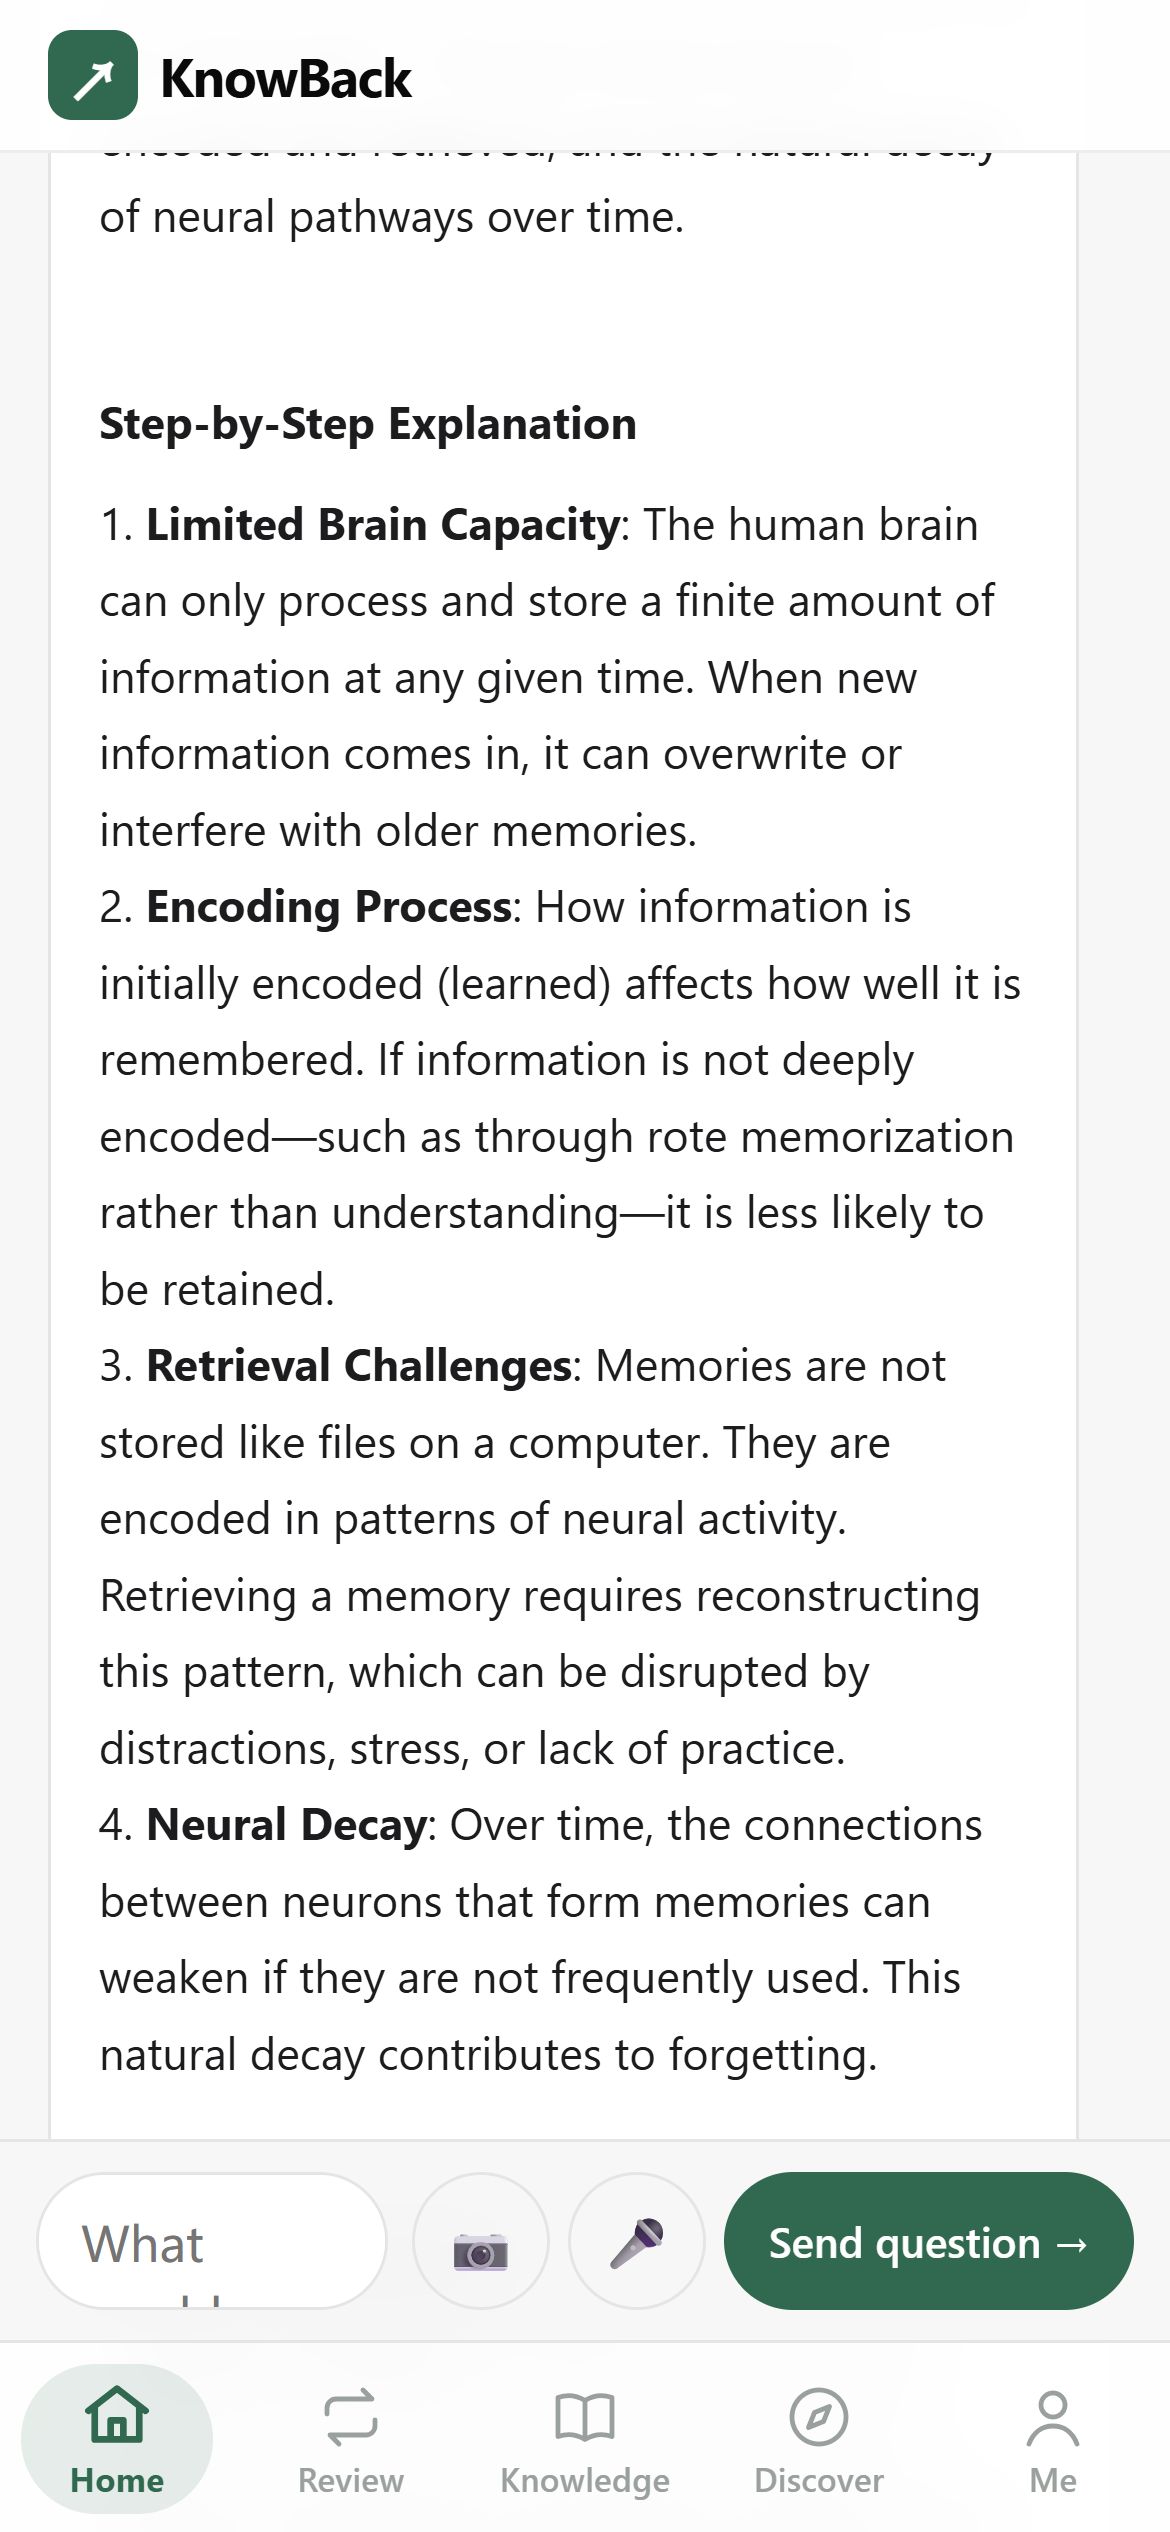 KnowBack
encoded and retrieved, and the natural decay
of neural pathways over time.
Step-by-Step Explanation
1. Limited Brain Capacity: The human brain
can only process and store a finite amount of
information at any given time. When new
information comes in, it can overwrite or
interfere with older memories.
2. Encoding Process: How information is
initially encoded (learned) affects how well it is
remembered. If information is not deeply
encoded—such as through rote memorization
rather than understanding—it is less likely to
be retained.
3. Retrieval Challenges: Memories are not
stored like files on a computer. They are
encoded in patterns of neural activity.
Retrieving a memory requires reconstructing
this pattern, which can be disrupted by
distractions, stress, or lack of practice.
4. Neural Decay: Over time, the connections
between neurons that form memories can
weaken if they are not frequently used. This
natural decay contributes to forgetting.
What
Send question →
Home
Review
Knowledge
Discover
Me